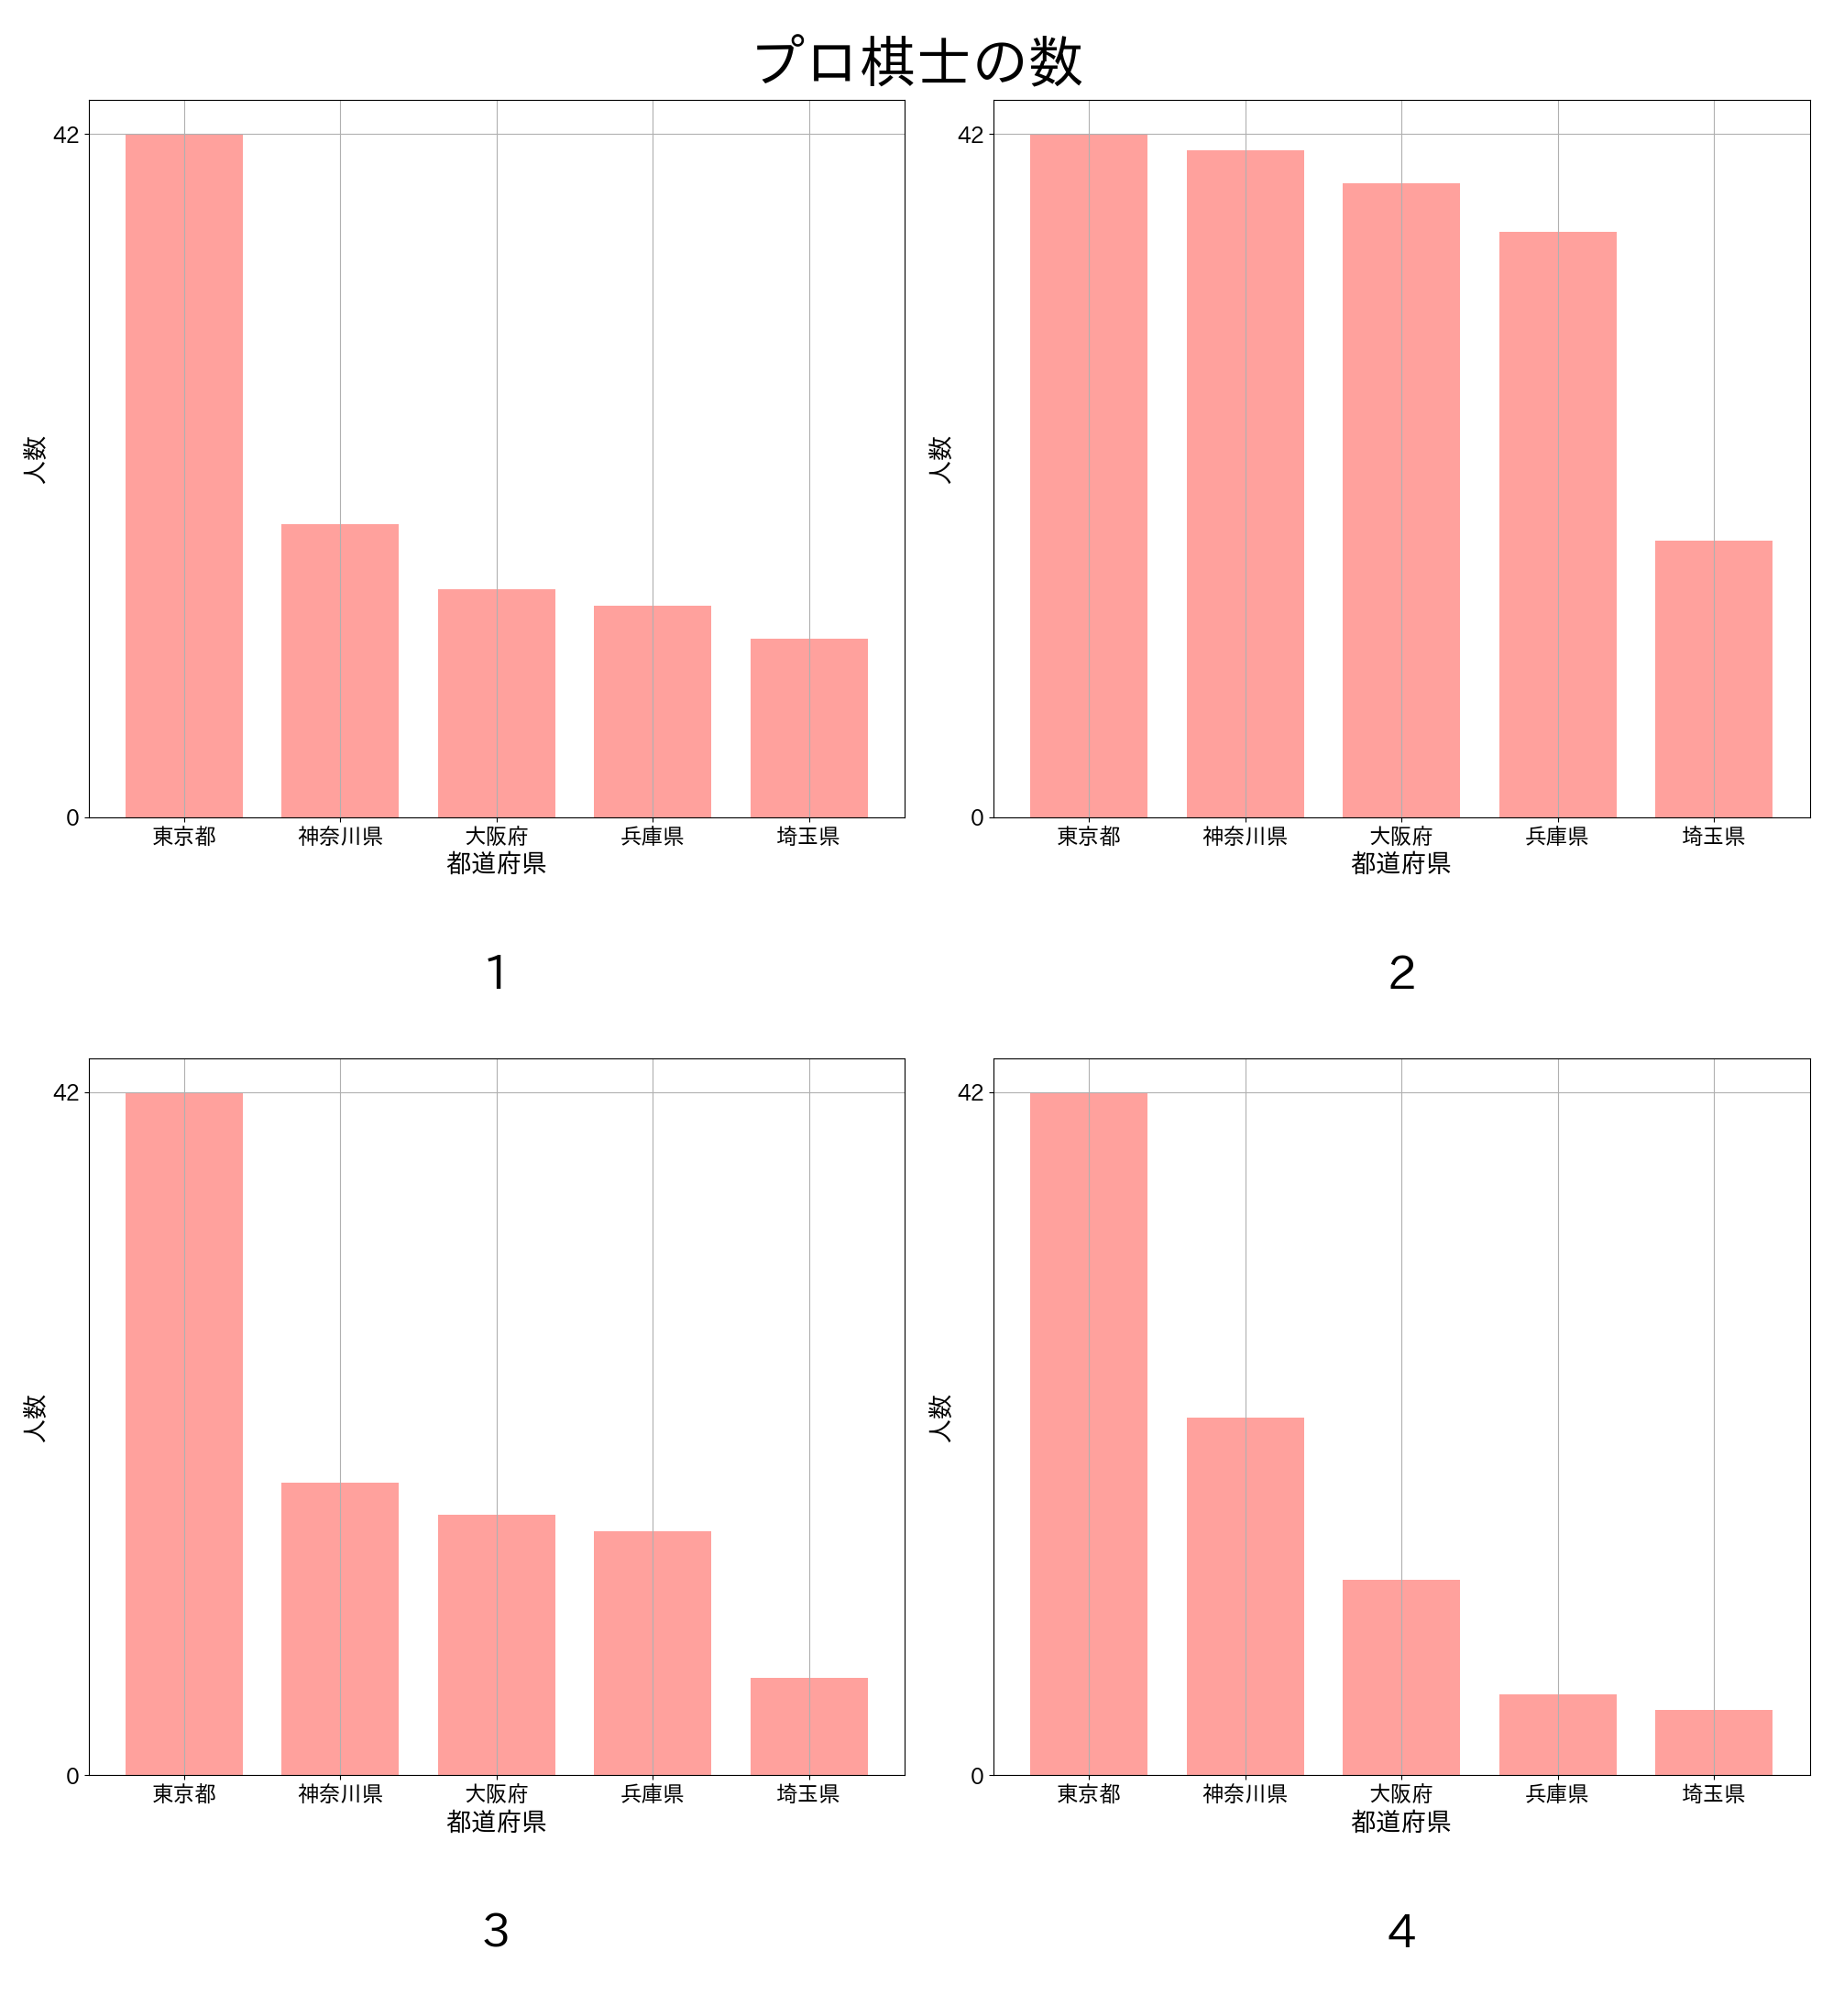 プロ棋士の数
42
0
人数
東京都 神奈川県 大阪府 兵庫県 埼玉県
都道府県
1
42
0
人数
東京都 神奈川県 大阪府 兵庫県 埼玉県
都道府県
2
42
0
人数
東京都 神奈川県 大阪府 兵庫県 埼玉県
都道府県
3
42
0
人数
東京都 神奈川県 大阪府 兵庫県 埼玉県
都道府県
4